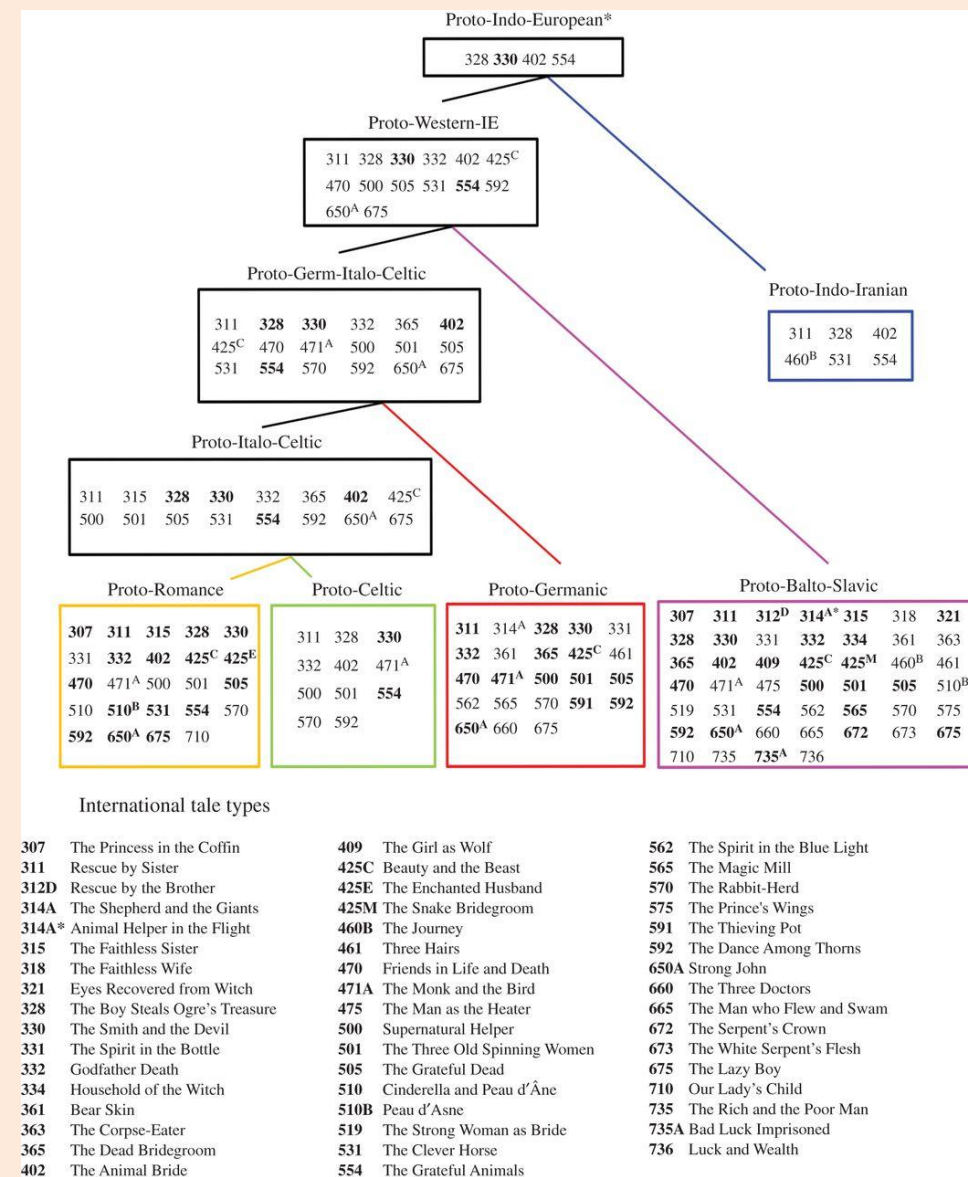 Proto-Indo-European*
328 330 402 554
Proto-Western-IE
311 328 330 332 402 425C
470 500 505 531 554 592
650A 675
Proto-Germ-Italo-Celtic
311 328 330 332 365 402
425C 470 471A 500 501 505
531 554 570 592 650A 675
Proto-Indo-Iranian
311 328 402
460B 531 554
Proto-Italo-Celtic
311 315 328 330 332 365 402 425C
500 501 505 531 554 592 650A 675
Proto-Romance
307 311 315 328 330
331 332 402 425C 425E
470 471A 500 501 505
510 510B 531 554 570
592 650A 675 710
Proto-Celtic
311 328 330
332 402 471A
500 501 554
570 592
Proto-Germanic
311 314A 328 330 331
332 361 365 425C 461
470 471A 500 501 505
562 565 570 591 592
650A 660 675
Proto-Balto-Slavic
307 311 312D 314A* 315 318 321
328 330 331 332 334 361 363
365 402 409 425C 425M 460B 461
470 471A 475 500 501 505 510B
519 531 554 562 565 570 575
592 650A 660 665 672 673 675
710 735 735A 736
International tale types
307 The Princess in the Coffin
311 Rescue by Sister
312D Rescue by the Brother
314A The Shepherd and the Giants
314A* Animal Helper in the Flight
315 The Faithless Sister
318 The Faithless Wife
321 Eyes Recovered from Witch
328 The Boy Steals Ogre's Treasure
330 The Smith and the Devil
331 The Spirit in the Bottle
332 Godfather Death
334 Household of the Witch
361 Bear Skin
363 The Corpse-Eater
365 The Dead Bridegroom
402 The Animal Bride
409 The Girl as Wolf
425C Beauty and the Beast
425E The Enchanted Husband
425M The Snake Bridegroom
460B The Journey
461 Three Hairs
470 Friends in Life and Death
471A The Monk and the Bird
475 The Man as the Heater
500 Supernatural Helper
501 The Three Old Spinning Women
505 The Grateful Dead
510 Cinderella and Peau d′Âne
510B Peau d′Asne
519 The Strong Woman as Bride
531 The Clever Horse
554 The Grateful Animals
562 The Spirit in the Blue Light
565 The Magic Mill
570 The Rabbit-Herd
575 The Prince's Wings
591 The Thieving Pot
592 The Dance Among Thorns
650A Strong John
660 The Three Doctors
665 The Man who Flew and Swam
672 The Serpent's Crown
673 The White Serpent's Flesh
675 The Lazy Boy
710 Our Lady's Child
735 The Rich and the Poor Man
735A Bad Luck Imprisoned
736 Luck and Wealth